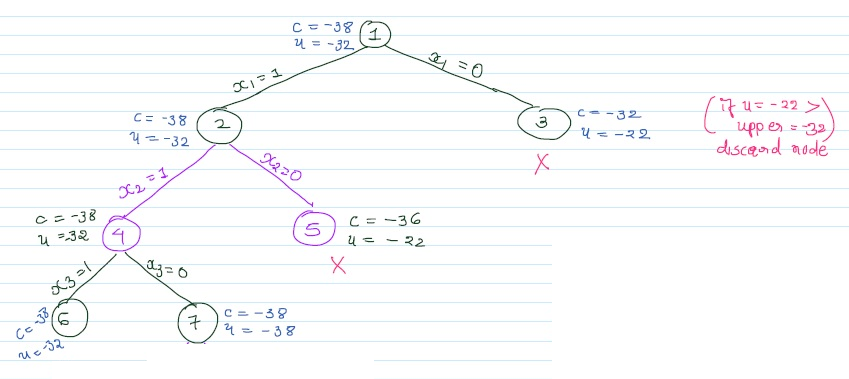 c = -38
u = -32
1
x₁ = 1
x₁ = 0
c = -38
u = -32
2
3
c = -32
u = -22
X
(if u = -22 >
upper = -32)
discard node
x₂ = 1
x₂ = 0
c = -38
u = -32
4
5
c = -36
u = -22
X
x₃ = 1
x₃ = 0
c = -38
u = -32
6
7
c = -38
u = -38